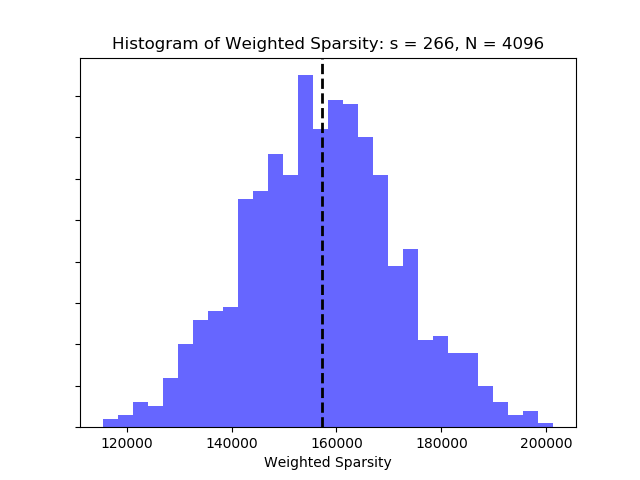 Histogram of Weighted Sparsity: s = 266, N = 4096
120000 140000 160000 180000 200000
Weighted Sparsity